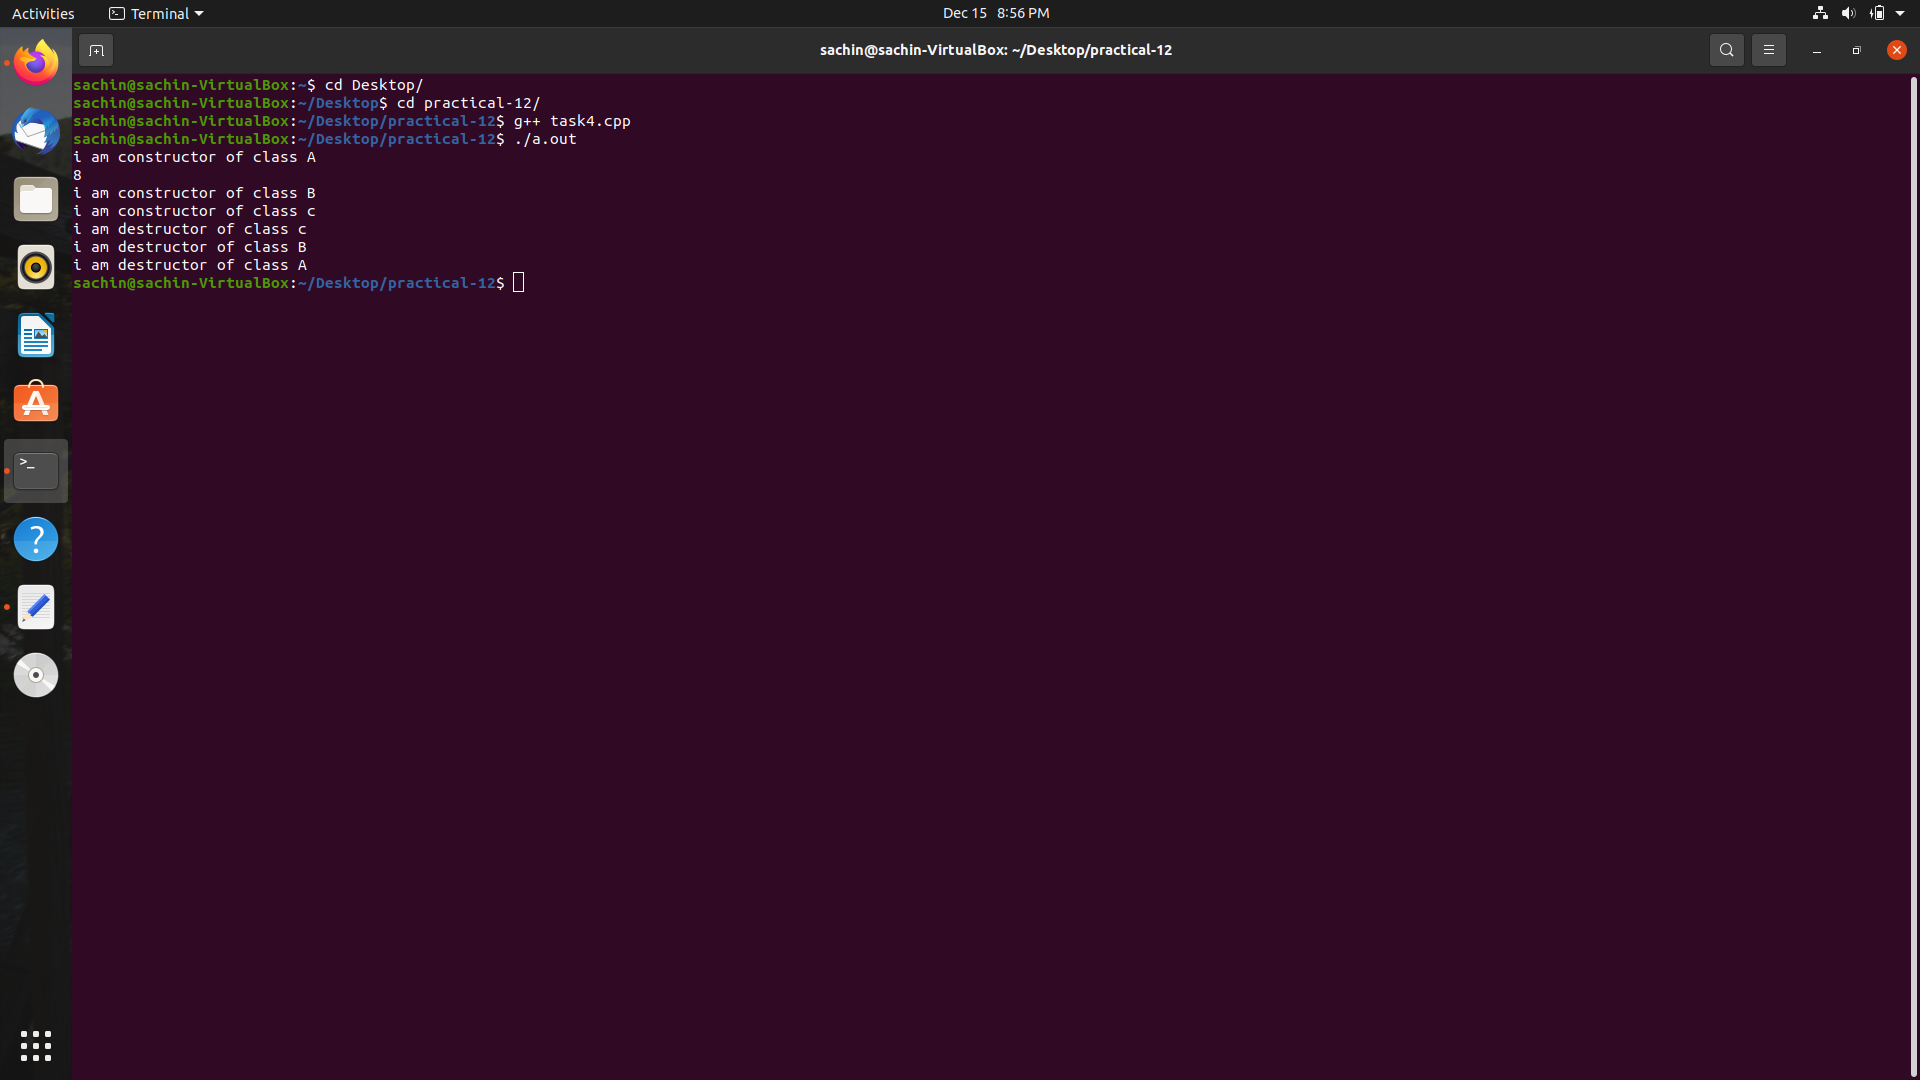 Activities Terminal Dec 15 8:56 PM
sachin@sachin-VirtualBox: ~/Desktop/practical-12
sachin@sachin-VirtualBox:~$ cd Desktop/
sachin@sachin-VirtualBox:~/Desktop$ cd practical-12/
sachin@sachin-VirtualBox:~/Desktop/practical-12$ g++ task4.cpp
sachin@sachin-VirtualBox:~/Desktop/practical-12$ ./a.out
i am constructor of class A
8
i am constructor of class B
i am constructor of class c
i am destructor of class c
i am destructor of class B
i am destructor of class A
sachin@sachin-VirtualBox:~/Desktop/practical-12$